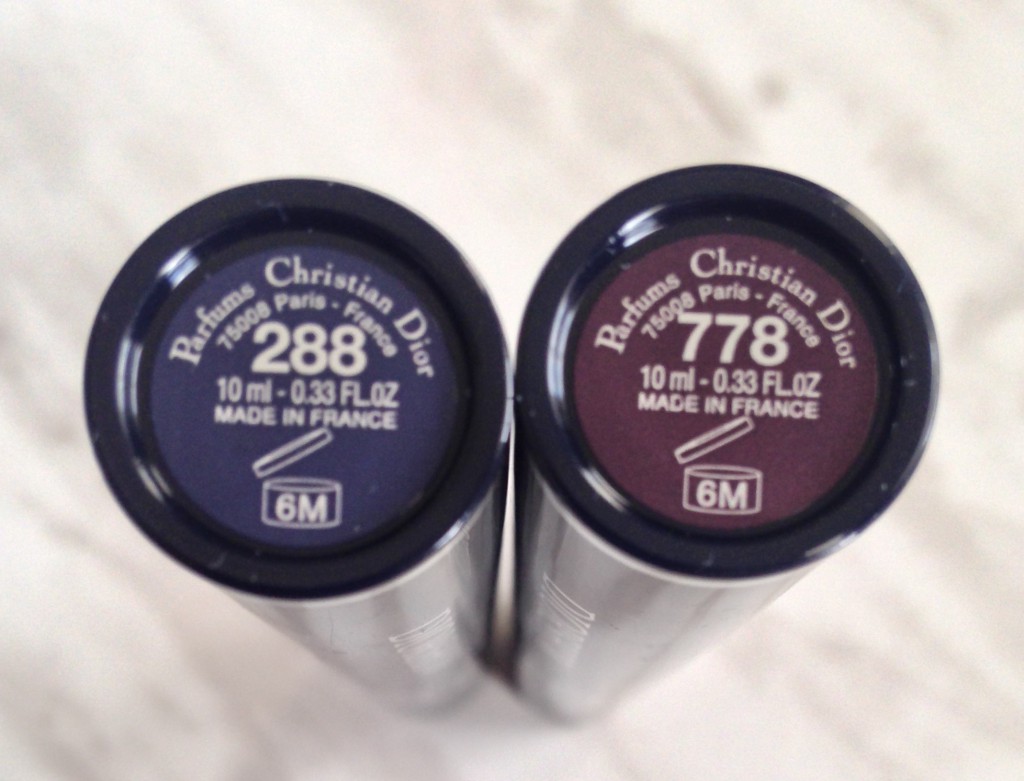 Parfums Christian Dior
75008 Paris - France
288
10 ml - 0.33 FL.OZ
MADE IN FRANCE
6M
Parfums Christian Dior
75008 Paris - France
778
10 ml - 0.33 FL.OZ
MADE IN FRANCE
6M